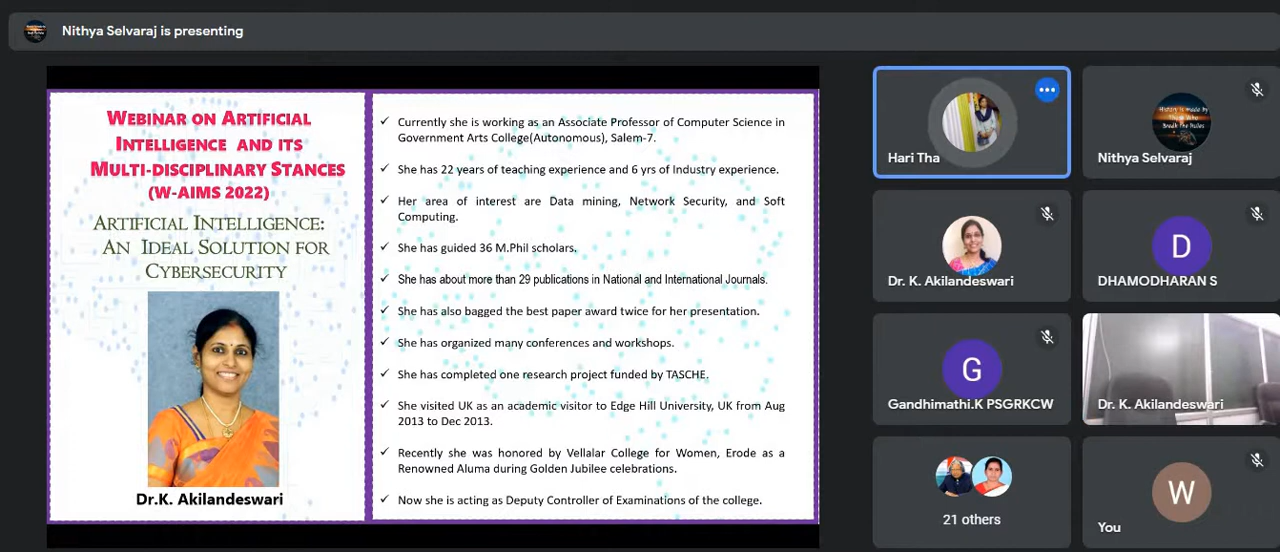 Nithya Selvaraj is presenting
WEBINAR ON ARTIFICIAL
INTELLIGENCE AND ITS
MULTI-DISCIPLINARY STANCES
(W-AIMS 2022)
ARTIFICIAL INTELLIGENCE:
AN IDEAL SOLUTION FOR
CYBERSECURITY
Dr.K. Akilandeswari
✓ Currently she is working as an Associate Professor of Computer Science in
Government Arts College(Autonomous), Salem-7.
✓ She has 22 years of teaching experience and 6 yrs of Industry experience.
✓ Her area of interest are Data mining, Network Security, and Soft
Computing.
✓ She has guided 36 M.Phil scholars.
✓ She has about more than 29 publications in National and International Journals.
✓ She has also bagged the best paper award twice for her presentation.
✓ She has organized many conferences and workshops.
✓ She has completed one research project funded by TASCHE.
✓ She visited UK as an academic visitor to Edge Hill University, UK from Aug
2013 to Dec 2013.
✓ Recently she was honored by Vellalar College for Women, Erode as a
Renowned Aluma during Golden Jubilee celebrations.
✓ Now she is acting as Deputy Controller of Examinations of the college.
Hari Tha
History is made by
Those Who
Break the Rules
Nithya Selvaraj
Dr. K. Akilandeswari
D
DHAMODHARAN S
G
Gandhimathi.K PSGRKCW
Dr. K. Akilandeswari
21 others
W
You